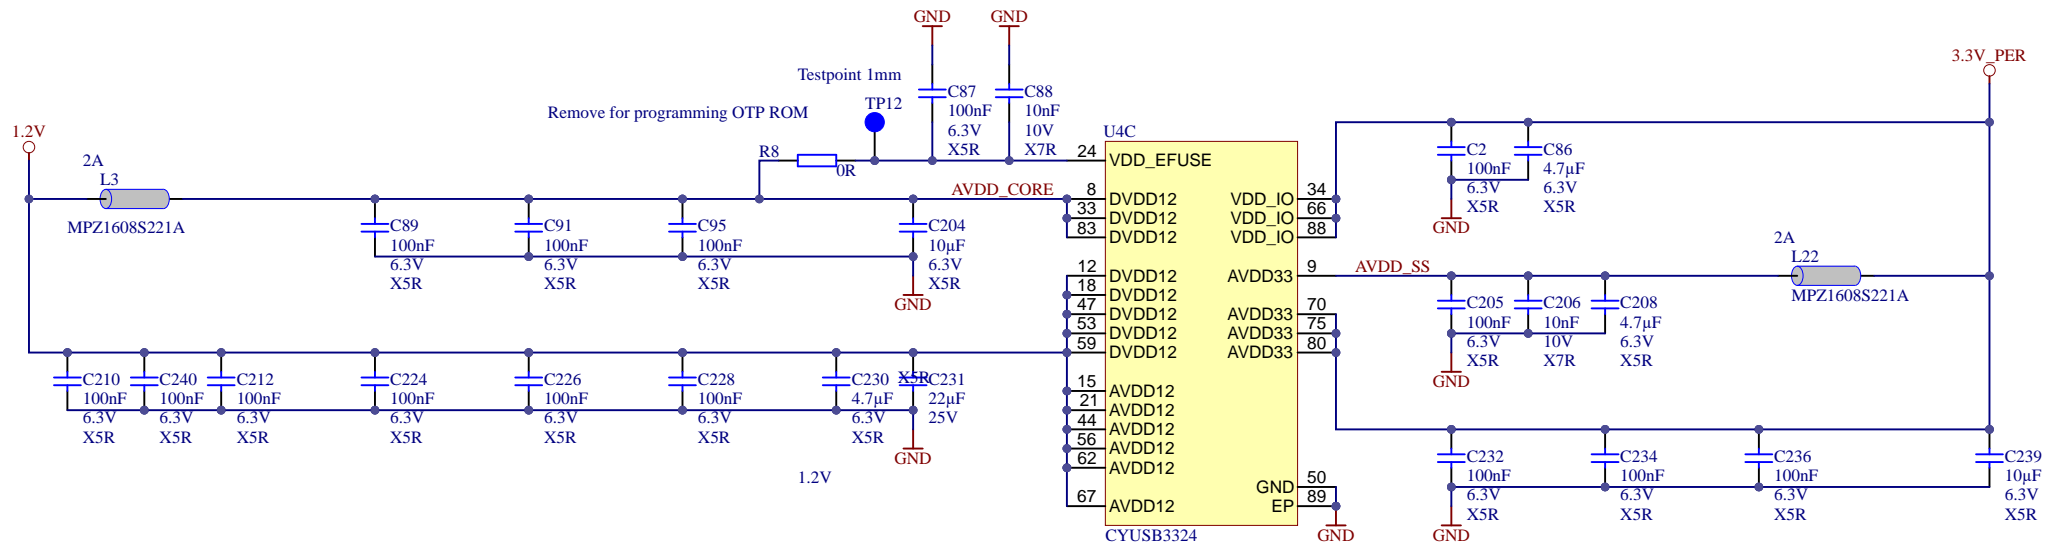 GND
GND
3.3V_PER
Testpoint 1mm
TP12
Remove for programming OTP ROM
C87
100nF
6.3V
X5R
C88
10nF
10V
X7R
1.2V
2A
L3
MPZ1608S221A
R8
0R
AVDD_CORE
C89
100nF
6.3V
X5R
C91
100nF
6.3V
X5R
C95
100nF
6.3V
X5R
C204
10µF
6.3V
X5R
GND
C210
100nF
6.3V
X5R
C240
100nF
6.3V
X5R
C212
100nF
6.3V
X5R
C224
100nF
6.3V
X5R
C226
100nF
6.3V
X5R
C228
100nF
6.3V
X5R
C230
4.7µF
6.3V
X5R
X5R
C231
22µF
25V
GND
1.2V
U4C
24 VDD_EFUSE
8 DVDD12
33 DVDD12
83 DVDD12
12 DVDD12
18 DVDD12
47 DVDD12
53 DVDD12
59 DVDD12
15 AVDD12
21 AVDD12
44 AVDD12
56 AVDD12
62 AVDD12
67 AVDD12
VDD_IO 34
VDD_IO 66
VDD_IO 88
AVDD33 9
AVDD33 70
AVDD33 75
AVDD33 80
GND 50
EP 89
CYUSB3324
GND
C2
100nF
6.3V
X5R
C86
4.7µF
6.3V
X5R
GND
AVDD_SS
2A
L22
MPZ1608S221A
C205
100nF
6.3V
X5R
C206
10nF
10V
X7R
C208
4.7µF
6.3V
X5R
GND
C232
100nF
6.3V
X5R
C234
100nF
6.3V
X5R
C236
100nF
6.3V
X5R
C239
10µF
6.3V
X5R
GND